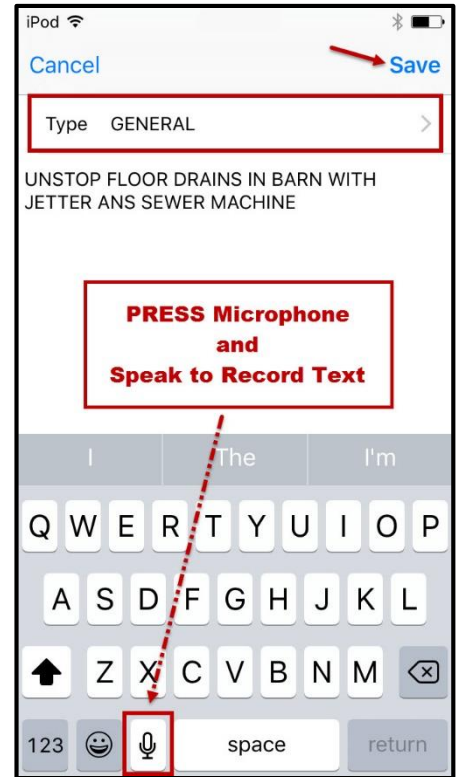 iPod
Cancel Save
Type GENERAL
UNSTOP FLOOR DRAINS IN BARN WITH
JETTER ANS SEWER MACHINE
PRESS Microphone
and
Speak to Record Text
I The I'm
Q W E R T Y U I O P
A S D F G H J K L
Z X C V B N M
123 space return